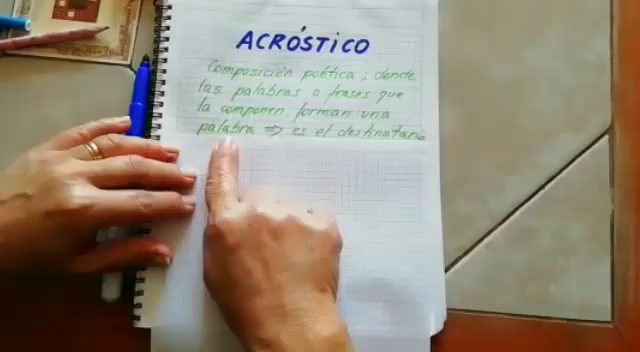 ACRÓSTICO
Composición poética; donde
las palabras o frases que
la componen, forman una
palabra => es el destinatario